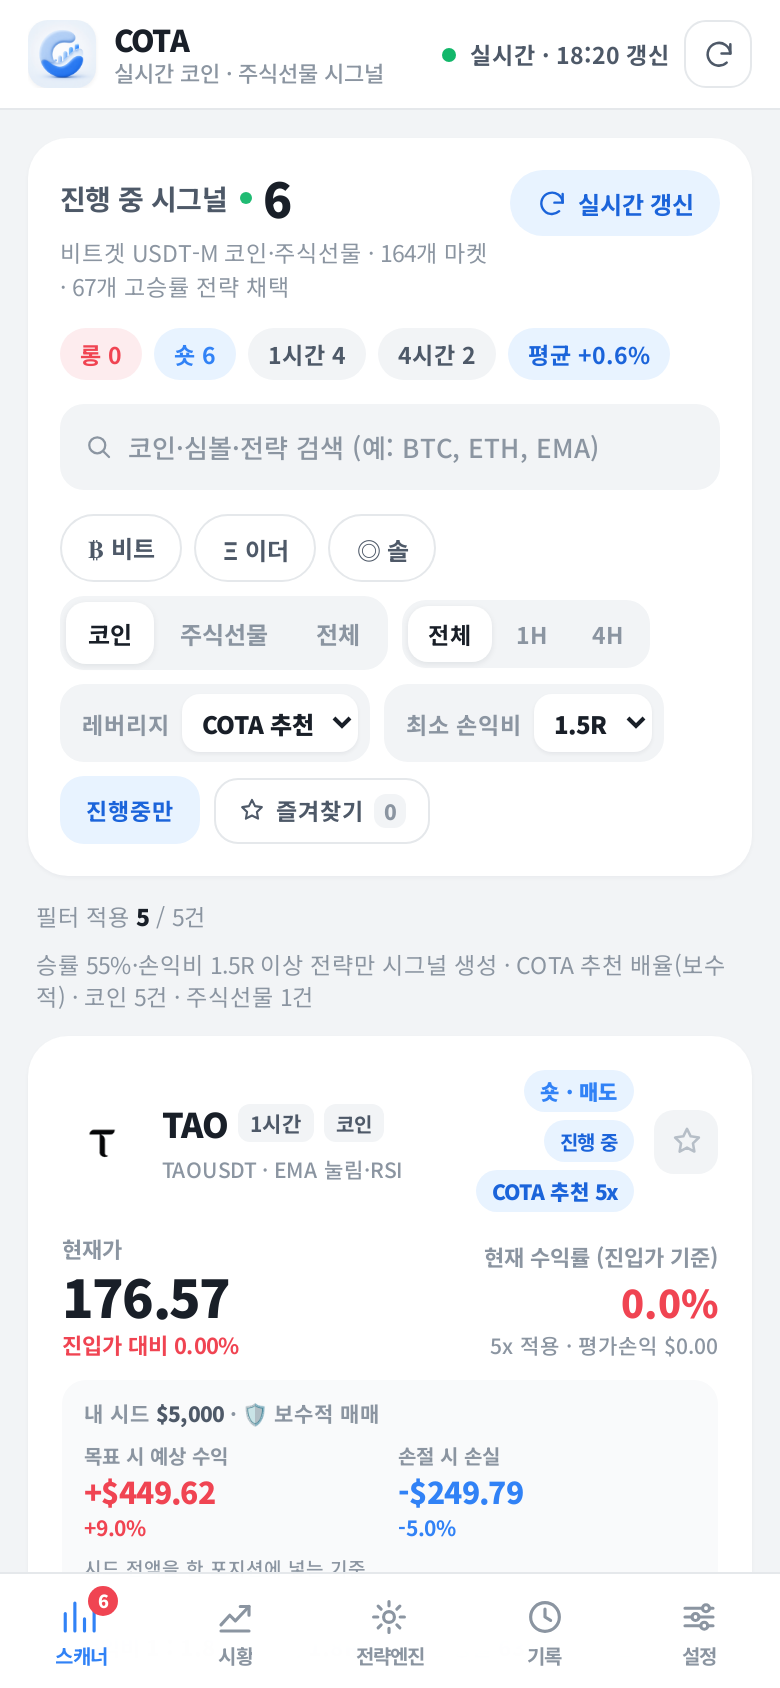 COTA
실시간 코인 · 주식선물 시그널
실시간 · 18:20 갱신
진행 중 시그널 6
실시간 갱신
비트겟 USDT-M 코인·주식선물 · 164개 마켓
· 67개 고승률 전략 채택
롱 0
숏 6
1시간 4
4시간 2
평균 +0.6%
코인·심볼·전략 검색 (예: BTC, ETH, EMA)
₿ 비트
Ξ 이더
◎ 솔
코인
주식선물
전체
전체
1H
4H
레버리지
COTA 추천
최소 손익비
1.5R
진행중만
즐겨찾기 0
필터 적용 5 / 5건
승률 55%·손익비 1.5R 이상 전략만 시그널 생성 · COTA 추천 배율(보수
적) · 코인 5건 · 주식선물 1건
숏 · 매도
TAO 1시간 코인
진행 중
TAOUSDT · EMA 눌림·RSI
COTA 추천 5x
현재가
현재 수익률 (진입가 기준)
176.57
0.0%
진입가 대비 0.00%
5x 적용 · 평가손익 $0.00
내 시드 $5,000 · 🛡️ 보수적 매매
목표 시 예상 수익
손절 시 손실
+$449.62
-$249.79
+9.0%
-5.0%
시드 전액을 한 포지션에 넣는 기준
6
스캐너
시황
전략엔진
기록
설정